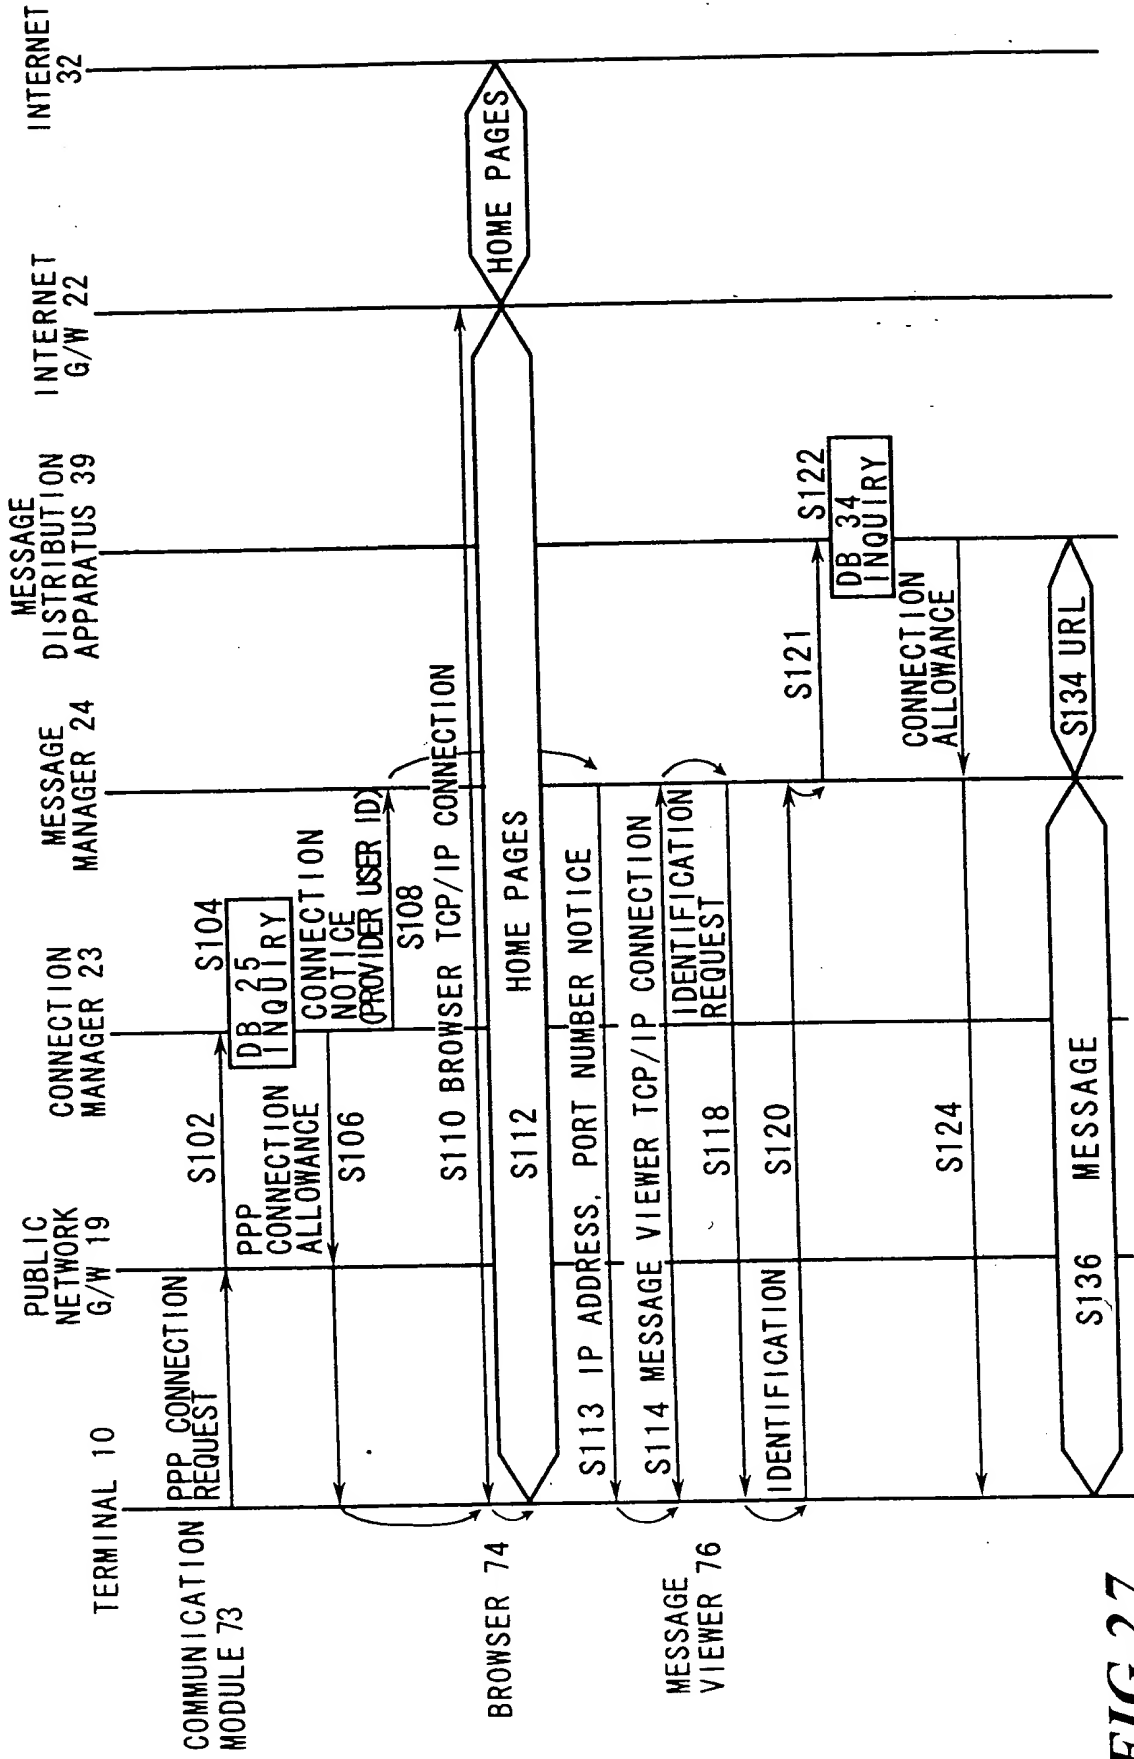 TERMINAL 10
PUBLIC
NETWORK
G/W 19
CONNECTION
MANAGER 23
MESSAGE
MANAGER 24
MESSAGE
DISTRIBUTION
APPARATUS 39
INTERNET
G/W 22
INTERNET
32
COMMUNICATION
MODULE 73
PPP CONNECTION
REQUEST
S102
S104
DB 25
INQUIRY
PPP
CONNECTION
ALLOWANCE
S106
CONNECTION
NOTICE
(PROVIDER USER ID)
S108
BROWSER 74
S110 BROWSER TCP/IP CONNECTION
S112 HOME PAGES
HOME PAGES
S113 IP ADDRESS, PORT NUMBER NOTICE
MESSAGE
VIEWER 76
S114 MESSAGE VIEWER TCP/IP CONNECTION
IDENTIFICATION
REQUEST
S118
IDENTIFICATION
S120
S121
S122
DB 34
INQUIRY
CONNECTION
ALLOWANCE
S124
S134 URL
S136 MESSAGE
FIG.27